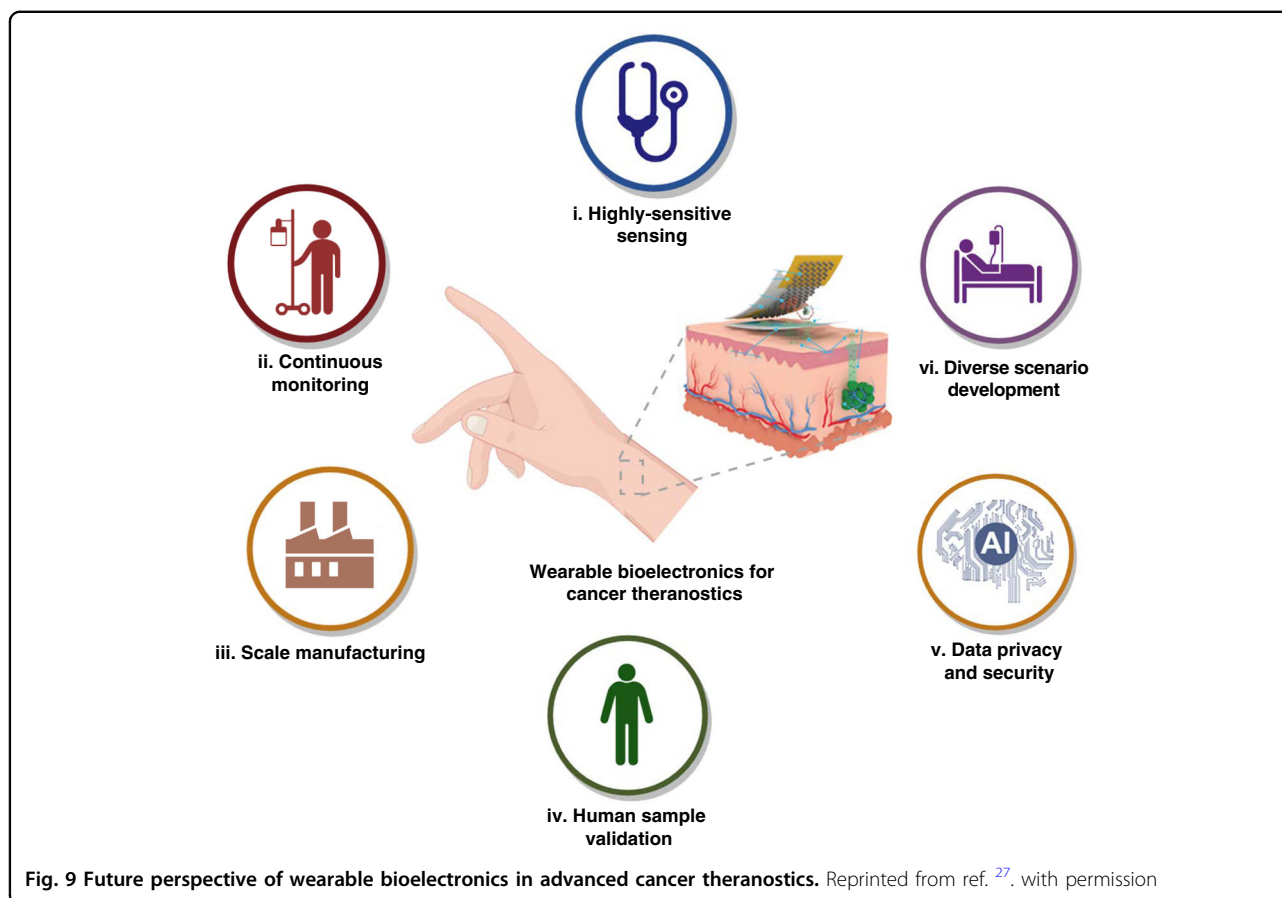 i. Highly-sensitive
sensing
ii. Continuous
monitoring
vi. Diverse scenario
development
iii. Scale manufacturing
Wearable bioelectronics for
cancer theranostics
AI
v. Data privacy
and security
iv. Human sample
validation
Fig. 9 Future perspective of wearable bioelectronics in advanced cancer theranostics. Reprinted from ref. 27. with permission